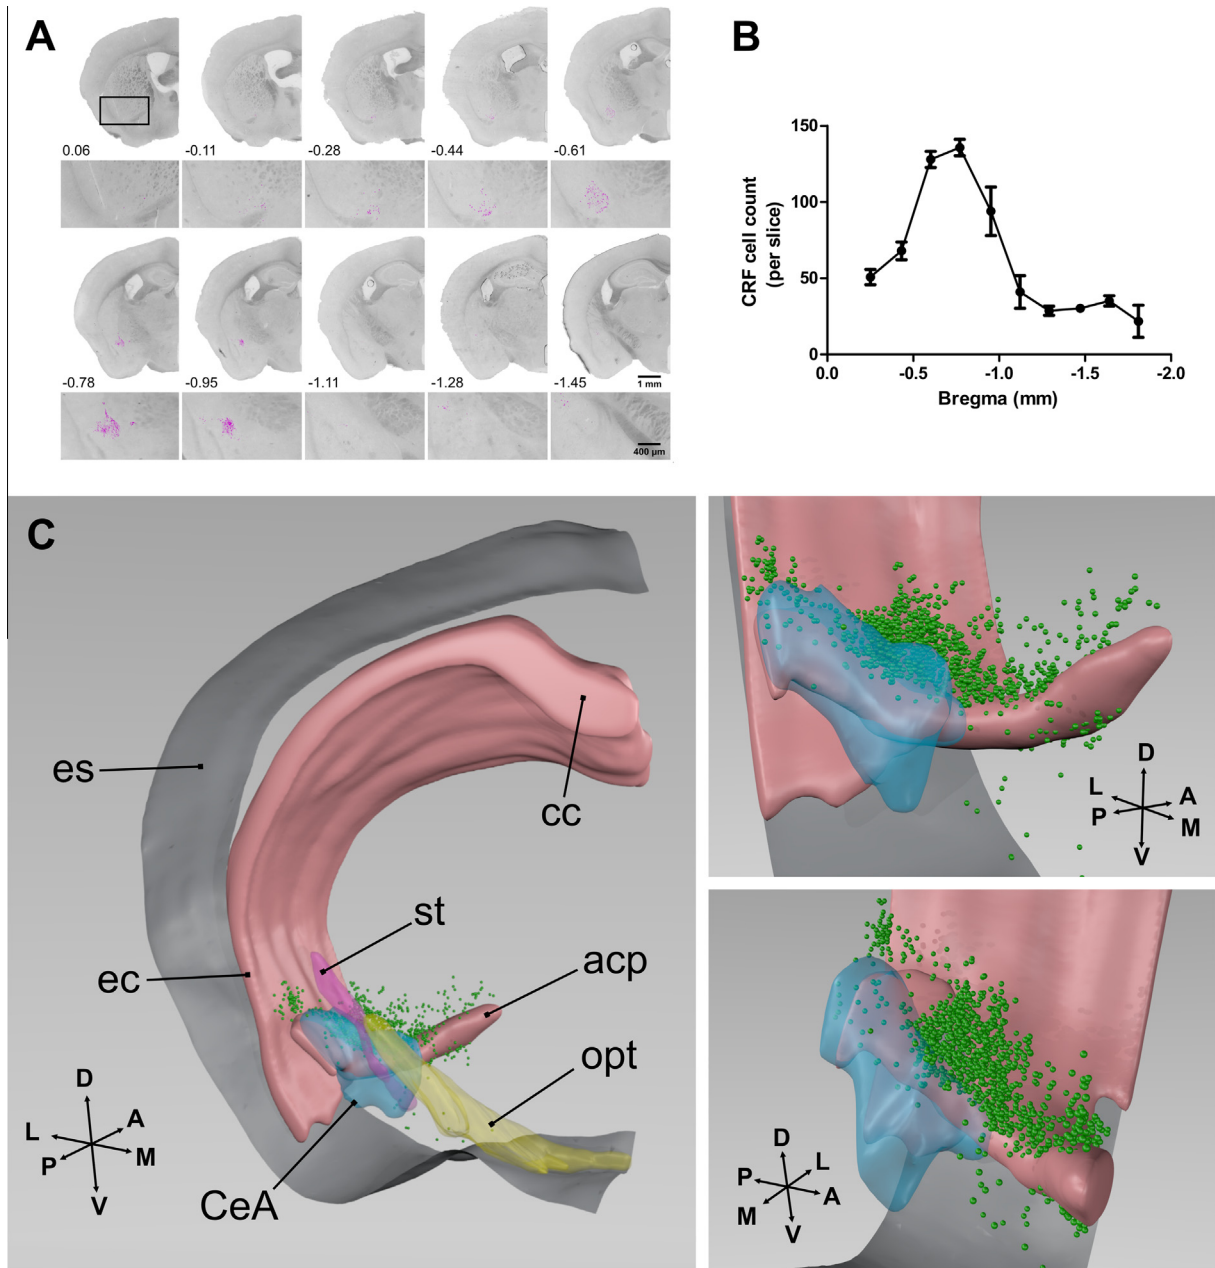 A
0.06 -0.11 -0.28 -0.44 -0.61
-0.78 -0.95 -1.11 -1.28 -1.45
1 mm
400 µm
B
CRF cell count
(per slice)
150
100
50
0
0.0 -0.5 -1.0 -1.5 -2.0
Bregma (mm)
C
es
cc
st
ec
acp
opt
CeA
D
L A
P M
V
D
L A
P M
V
D
P L
M A
V